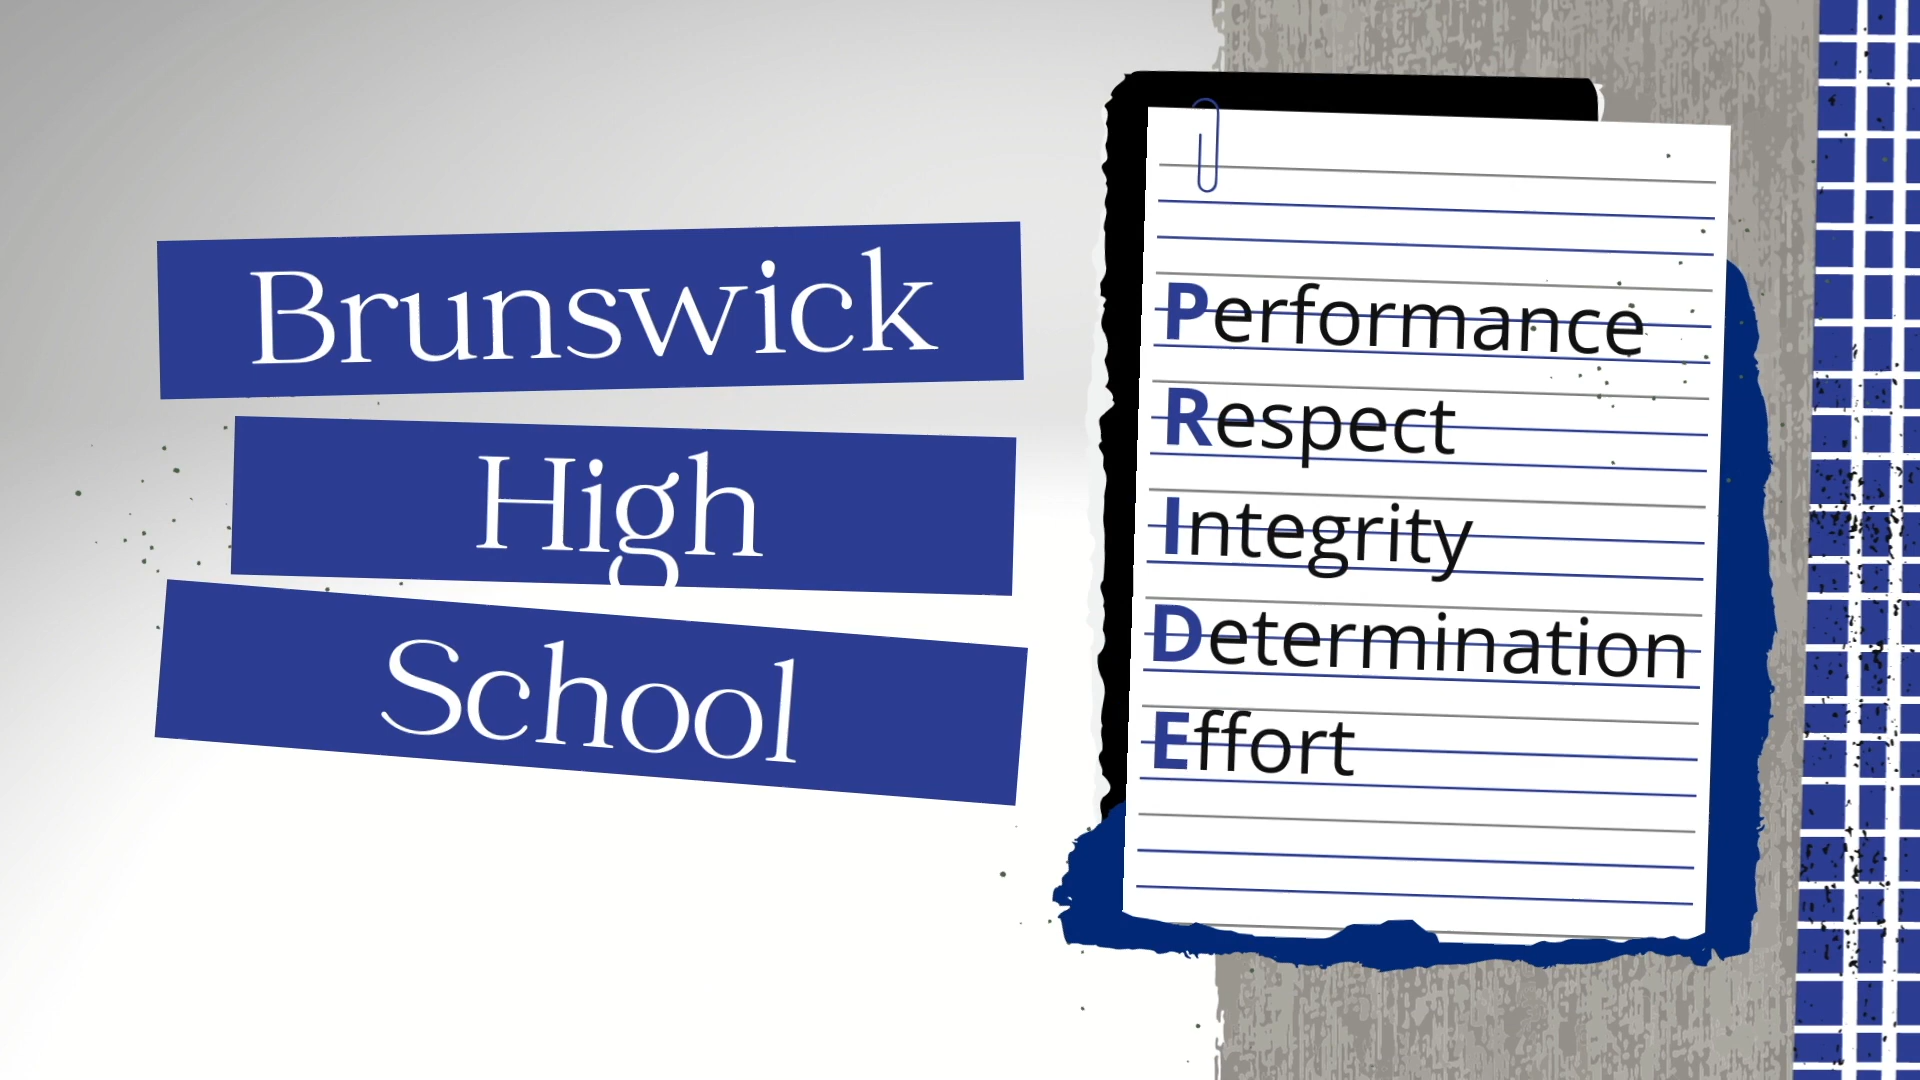 Brunswick
High
School
Performance
Respect
Integrity
Determination
Effort